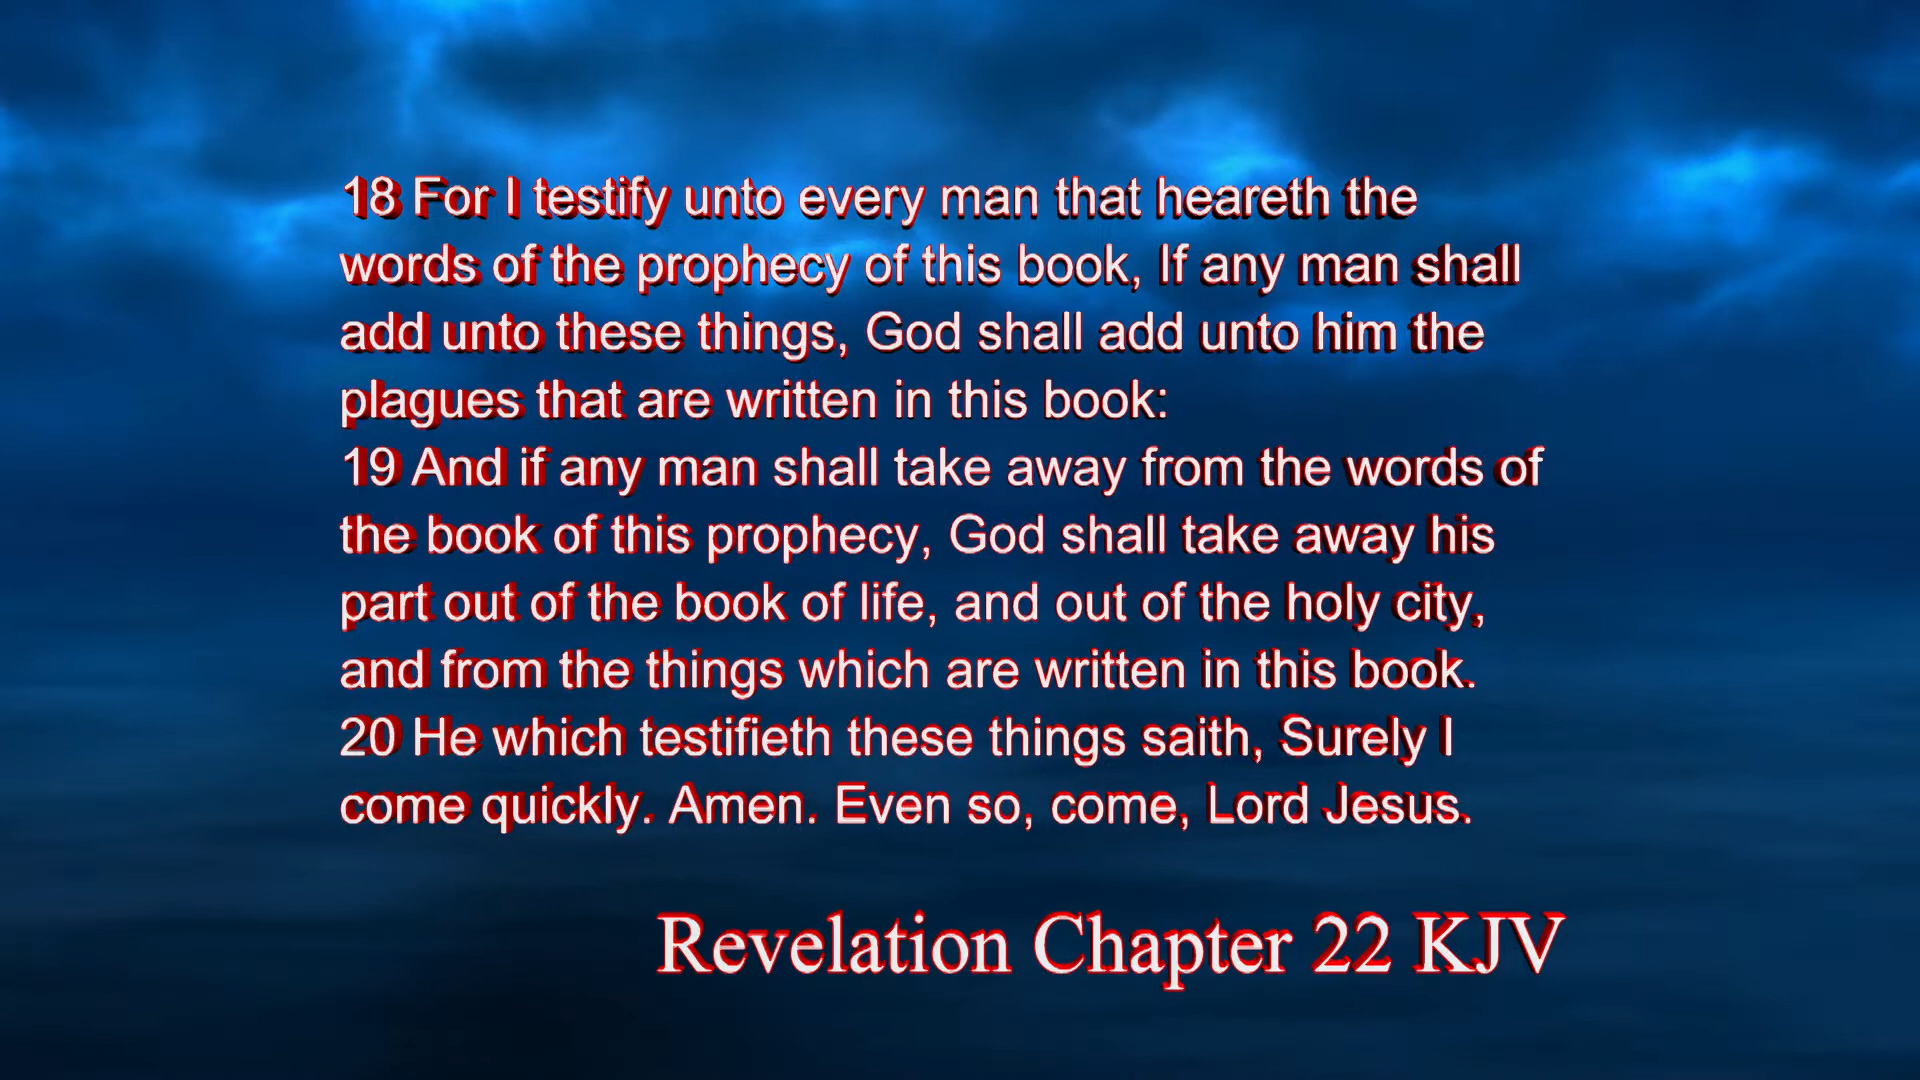 18 For I testify unto every man that heareth the
words of the prophecy of this book, If any man shall
add unto these things, God shall add unto him the
plagues that are written in this book:
19 And if any man shall take away from the words of
the book of this prophecy, God shall take away his
part out of the book of life, and out of the holy city,
and from the things which are written in this book.
20 He which testifieth these things saith, Surely I
come quickly. Amen. Even so, come, Lord Jesus.
Revelation Chapter 22 KJV